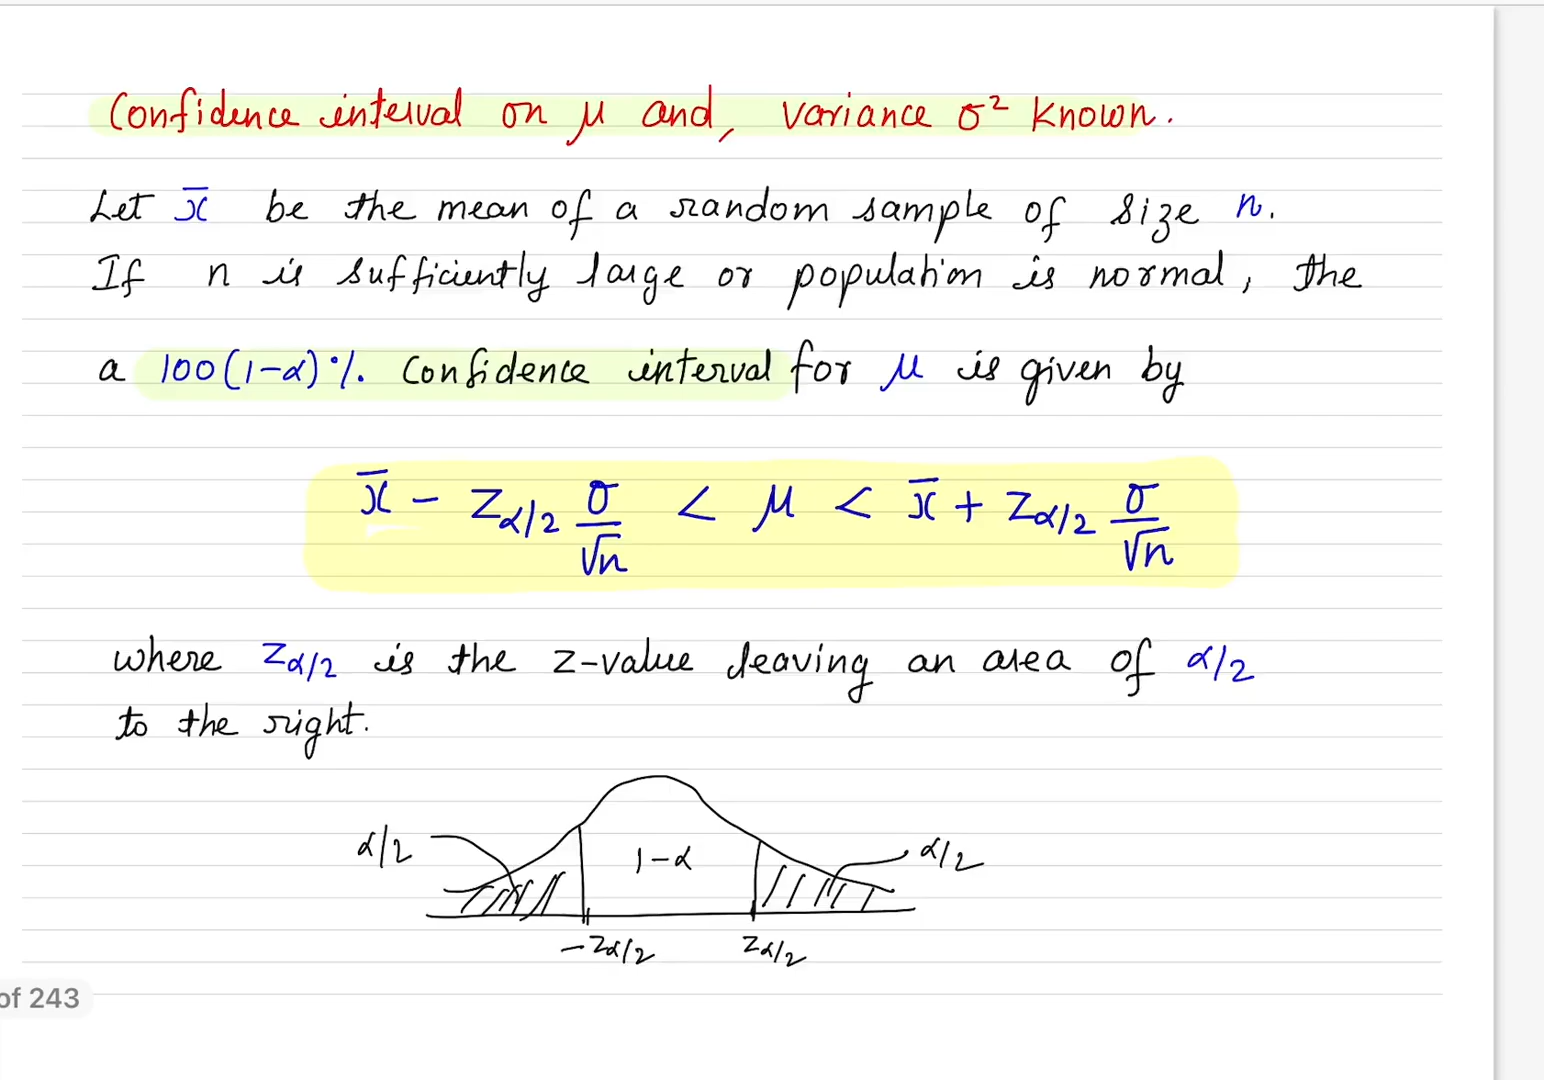 Confidence interval on μ and, variance σ² known.
Let x̄ be the mean of a random sample of size n.
If n is sufficiently large or population is normal, the
a 100(1-α)%. Confidence interval for μ is given by
x̄ - zα/2 σ/√n < μ < x̄ + zα/2 σ/√n
where zα/2 is the z-value leaving an area of α/2
to the right.
α/2 1-α α/2
-zα/2 zα/2
of 243